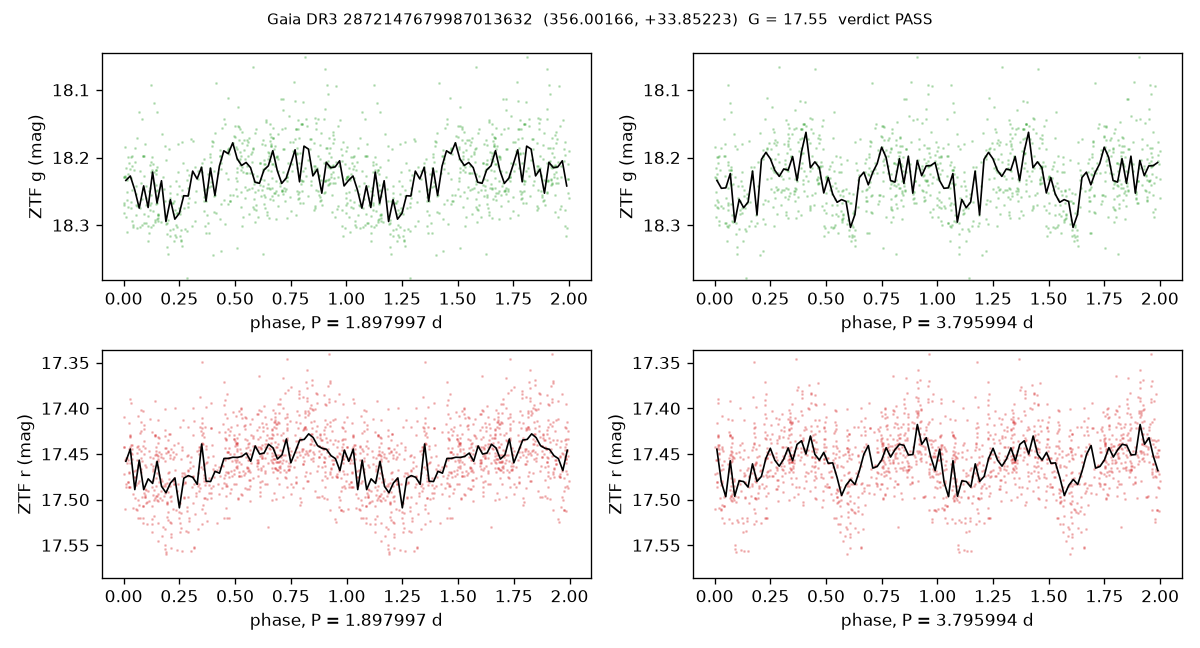 Gaia DR3 2872147679987013632 (356.00166, +33.85223) G = 17.55 verdict PASS
ZTF g (mag)
18.1
18.2
18.3
0.00 0.25 0.50 0.75 1.00 1.25 1.50 1.75 2.00
phase, P = 1.897997 d
ZTF g (mag)
18.1
18.2
18.3
0.00 0.25 0.50 0.75 1.00 1.25 1.50 1.75 2.00
phase, P = 3.795994 d
ZTF r (mag)
17.35
17.40
17.45
17.50
17.55
0.00 0.25 0.50 0.75 1.00 1.25 1.50 1.75 2.00
phase, P = 1.897997 d
ZTF r (mag)
17.35
17.40
17.45
17.50
17.55
0.00 0.25 0.50 0.75 1.00 1.25 1.50 1.75 2.00
phase, P = 3.795994 d